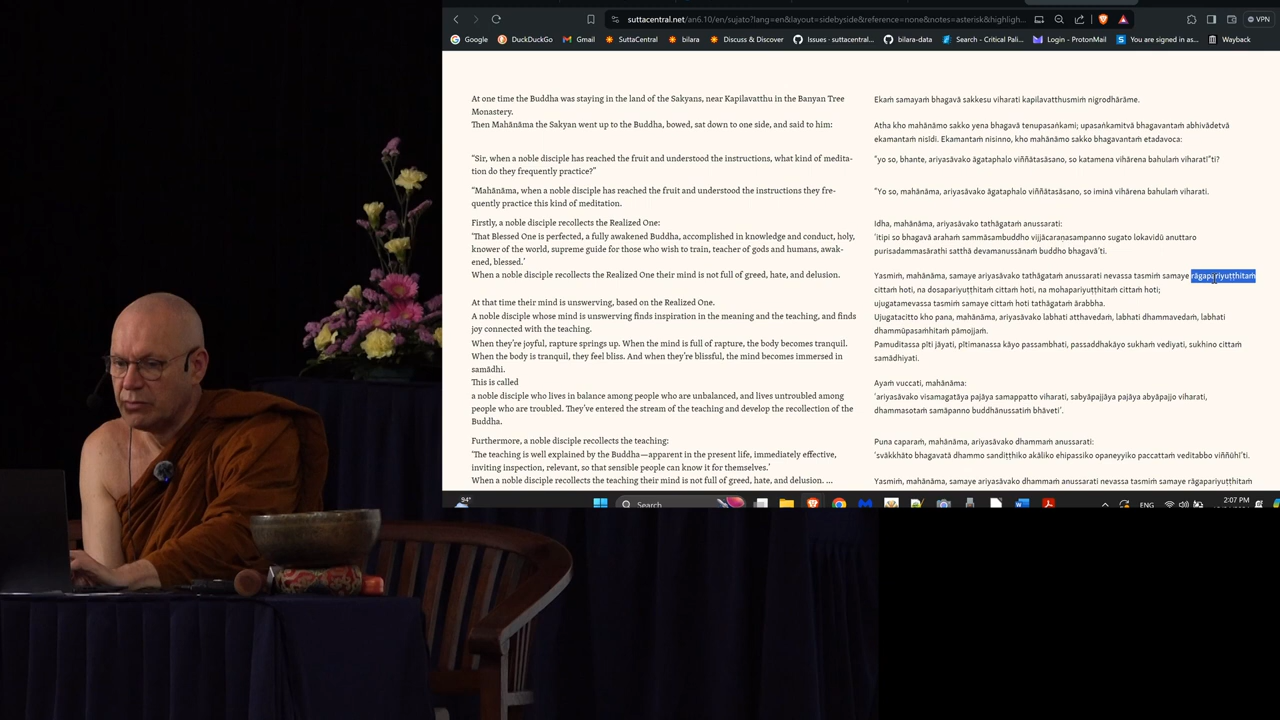 suttacentral.net/an6.10/en/sujato?lang=en&layout=sidebyside&reference=none&notes=asterisk&highligh...
VPN
Google
DuckDuckGo
Gmail
SuttaCentral
bilara
Discuss & Discover
Issues · suttacentral...
bilara-data
Search - Critical Pali...
Login - ProtonMail
You are signed in as...
Wayback
At one time the Buddha was staying in the land of the Sakyans, near Kapilavatthu in the Banyan Tree
Monastery.
Then Mahānāma the Sakyan went up to the Buddha, bowed, sat down to one side, and said to him:
“Sir, when a noble disciple has reached the fruit and understood the instructions, what kind of medita-
tion do they frequently practice?”
“Mahānāma, when a noble disciple has reached the fruit and understood the instructions they fre-
quently practice this kind of meditation.
Firstly, a noble disciple recollects the Realized One:
‘That Blessed One is perfected, a fully awakened Buddha, accomplished in knowledge and conduct, holy,
knower of the world, supreme guide for those who wish to train, teacher of gods and humans, awak-
ened, blessed.’
When a noble disciple recollects the Realized One their mind is not full of greed, hate, and delusion.
At that time their mind is unswerving, based on the Realized One.
A noble disciple whose mind is unswerving finds inspiration in the meaning and the teaching, and finds
joy connected with the teaching.
When they’re joyful, rapture springs up. When the mind is full of rapture, the body becomes tranquil.
When the body is tranquil, they feel bliss. And when they’re blissful, the mind becomes immersed in
samādhi.
This is called
a noble disciple who lives in balance among people who are unbalanced, and lives untroubled among
people who are troubled. They’ve entered the stream of the teaching and develop the recollection of the
Buddha.
Furthermore, a noble disciple recollects the teaching:
‘The teaching is well explained by the Buddha—apparent in the present life, immediately effective,
inviting inspection, relevant, so that sensible people can know it for themselves.’
When a noble disciple recollects the teaching their mind is not full of greed, hate, and delusion. …
Ekaṁ samayaṁ bhagavā sakkesu viharati kapilavatthusmiṁ nigrodhārāme.
Atha kho mahānāmo sakko yena bhagavā tenupasaṅkami; upasaṅkamitvā bhagavantaṁ abhivādetvā
ekamantaṁ nisīdi. Ekamantaṁ nisinno, kho mahānāmo sakko bhagavantaṁ etadavoca:
“yo so, bhante, ariyasāvako āgataphalo viññātasāsano, so katamena vihārena bahulaṁ viharatī”ti?
“Yo so, mahānāma, ariyasāvako āgataphalo viññātasāsano, so iminā vihārena bahulaṁ viharati.
Idha, mahānāma, ariyasāvako tathāgataṁ anussarati:
‘itipi so bhagavā arahaṁ sammāsambuddho vijjācaraṇasampanno sugato lokavidū anuttaro
purisadammasārathi satthā devamanussānaṁ buddho bhagavā’ti.
Yasmiṁ, mahānāma, samaye ariyasāvako tathāgataṁ anussarati nevassa tasmiṁ samaye rāgapariyuṭṭhitaṁ
cittaṁ hoti, na dosapariyuṭṭhitaṁ cittaṁ hoti, na mohapariyuṭṭhitaṁ cittaṁ hoti;
ujugatamevassa tasmiṁ samaye cittaṁ hoti tathāgataṁ ārabbha.
Ujugatacitto kho pana, mahānāma, ariyasāvako labhati atthavedaṁ, labhati dhammavedaṁ, labhati
dhammūpasaṁhitaṁ pāmojjaṁ.
Pamuditassa pīti jāyati, pītimanassa kāyo passambhati, passaddhakāyo sukhaṁ vediyati, sukhino cittaṁ
samādhiyati.
Ayaṁ vuccati, mahānāma:
‘ariyasāvako visamagatāya pajāya samappatto viharati, sabyāpajjāya pajāya abyāpajjo viharati,
dhammasotaṁ samāpanno buddhānussatiṁ bhāveti’.
Puna caparaṁ, mahānāma, ariyasāvako dhammaṁ anussarati:
‘svākkhāto bhagavatā dhammo sandiṭṭhiko akāliko ehipassiko opaneyyiko paccattaṁ veditabbo viññūhī’ti.
Yasmiṁ, mahānāma, samaye ariyasāvako dhammaṁ anussarati nevassa tasmiṁ samaye rāgapariyuṭṭhitaṁ
94°
Search
ENG
2:07 PM